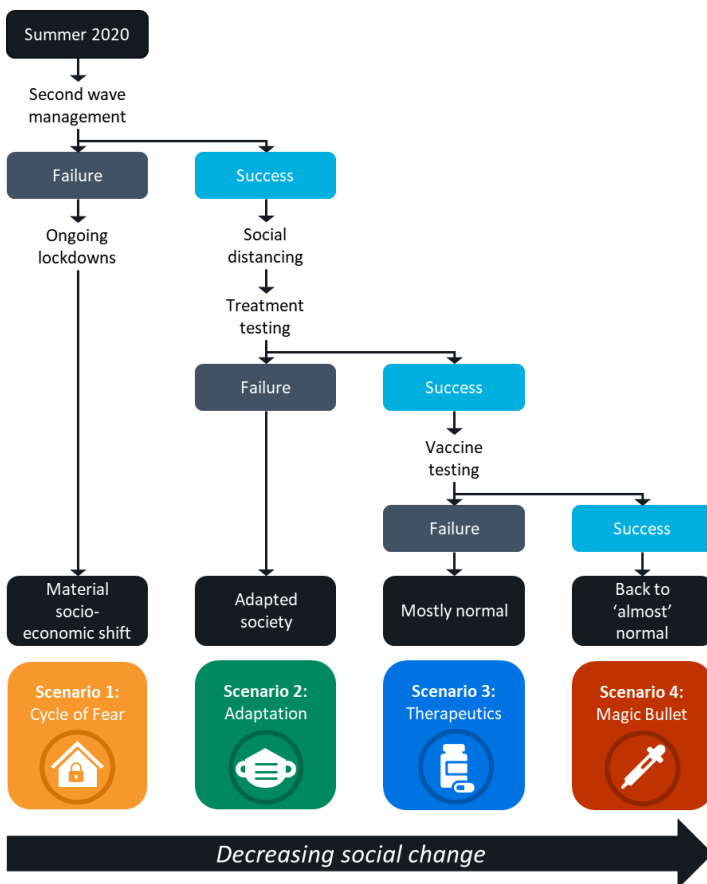 Summer 2020
Second wave
management
Failure
Success
Ongoing
lockdowns
Social
distancing
Treatment
testing
Failure
Success
Vaccine
testing
Failure
Success
Material
socio-
economic shift
Adapted
society
Mostly normal
Back to
‘almost’
normal
Scenario 1:
Cycle of Fear
Scenario 2:
Adaptation
Scenario 3:
Therapeutics
Scenario 4:
Magic Bullet
Decreasing social change